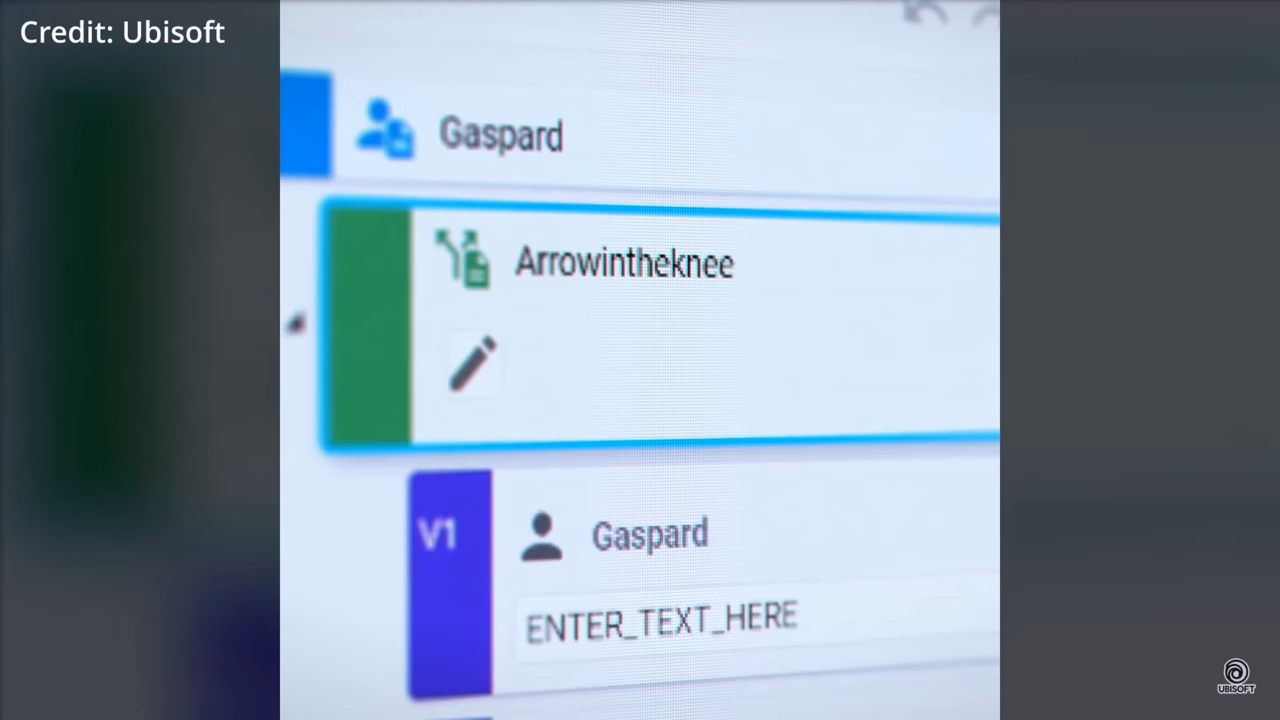 Credit: Ubisoft
Gaspard
Arrowintheknee
V1
Gaspard
ENTER_TEXT_HERE
UBISOFT